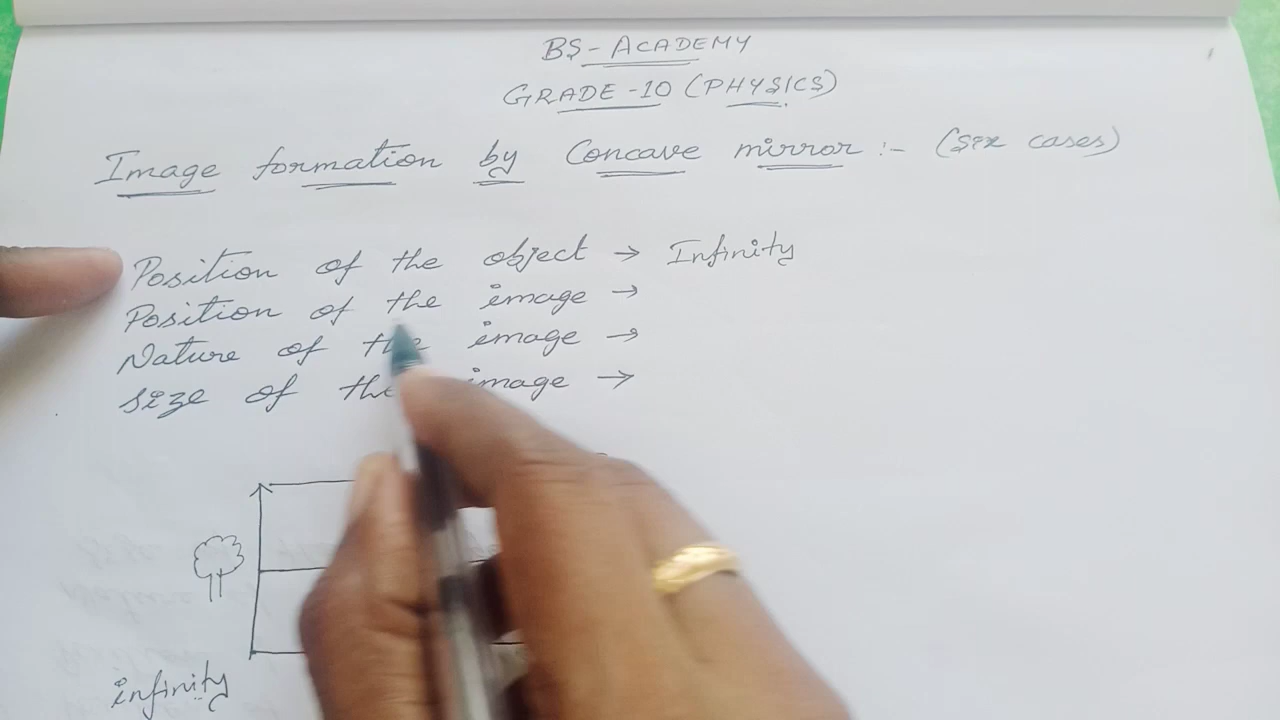 BS-ACADEMY
GRADE-10 (PHYSICS)
Image formation by Concave mirror :- (Six cases)
Position of the object → Infinity
Position of the image →
Nature of the image →
Size of the image →
infinity